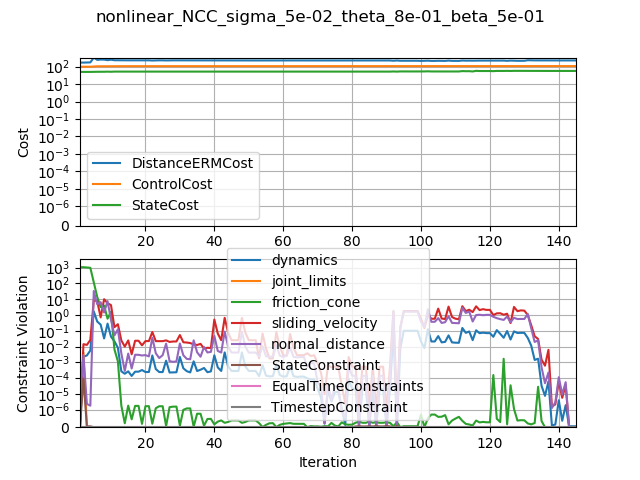 nonlinear_NCC_sigma_5e-02_theta_8e-01_beta_5e-01
Cost
10²
10¹
10⁰
10⁻¹
10⁻²
10⁻³
10⁻⁴
10⁻⁵
10⁻⁶
0
DistanceERMCost
ControlCost
StateCost
20 40 60 80 100 120 140
Constraint Violation
10³
10²
10¹
10⁰
10⁻¹
10⁻²
10⁻³
10⁻⁴
10⁻⁵
10⁻⁶
0
dynamics
joint_limits
friction_cone
sliding_velocity
normal_distance
StateConstraint
EqualTimeConstraints
TimestepConstraint
20 40 60 80 100 120 140
Iteration